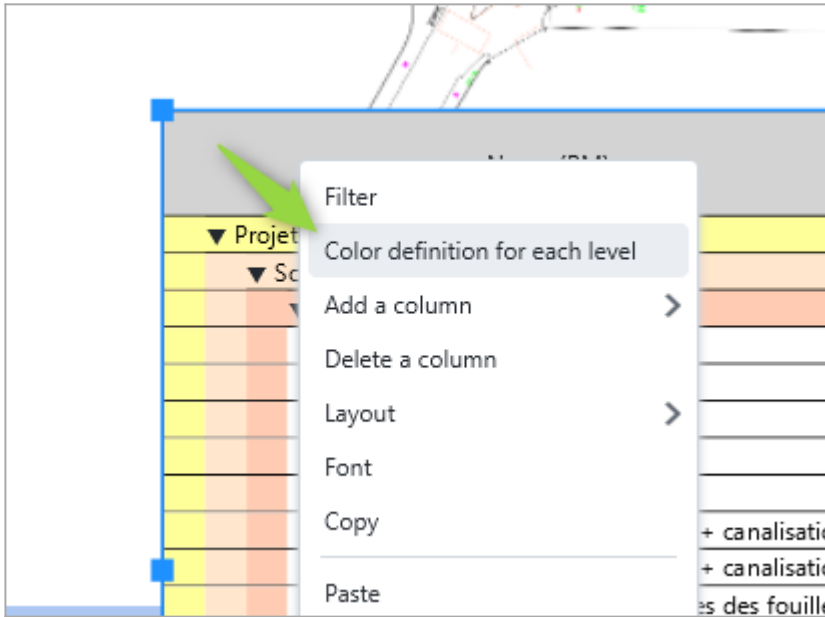 Filter
▼ Projet
Color definition for each level
▼ Sc
Add a column
Delete a column
Layout
Font
Copy
+ canalisatio
+ canalisatio
Paste
es des fouille